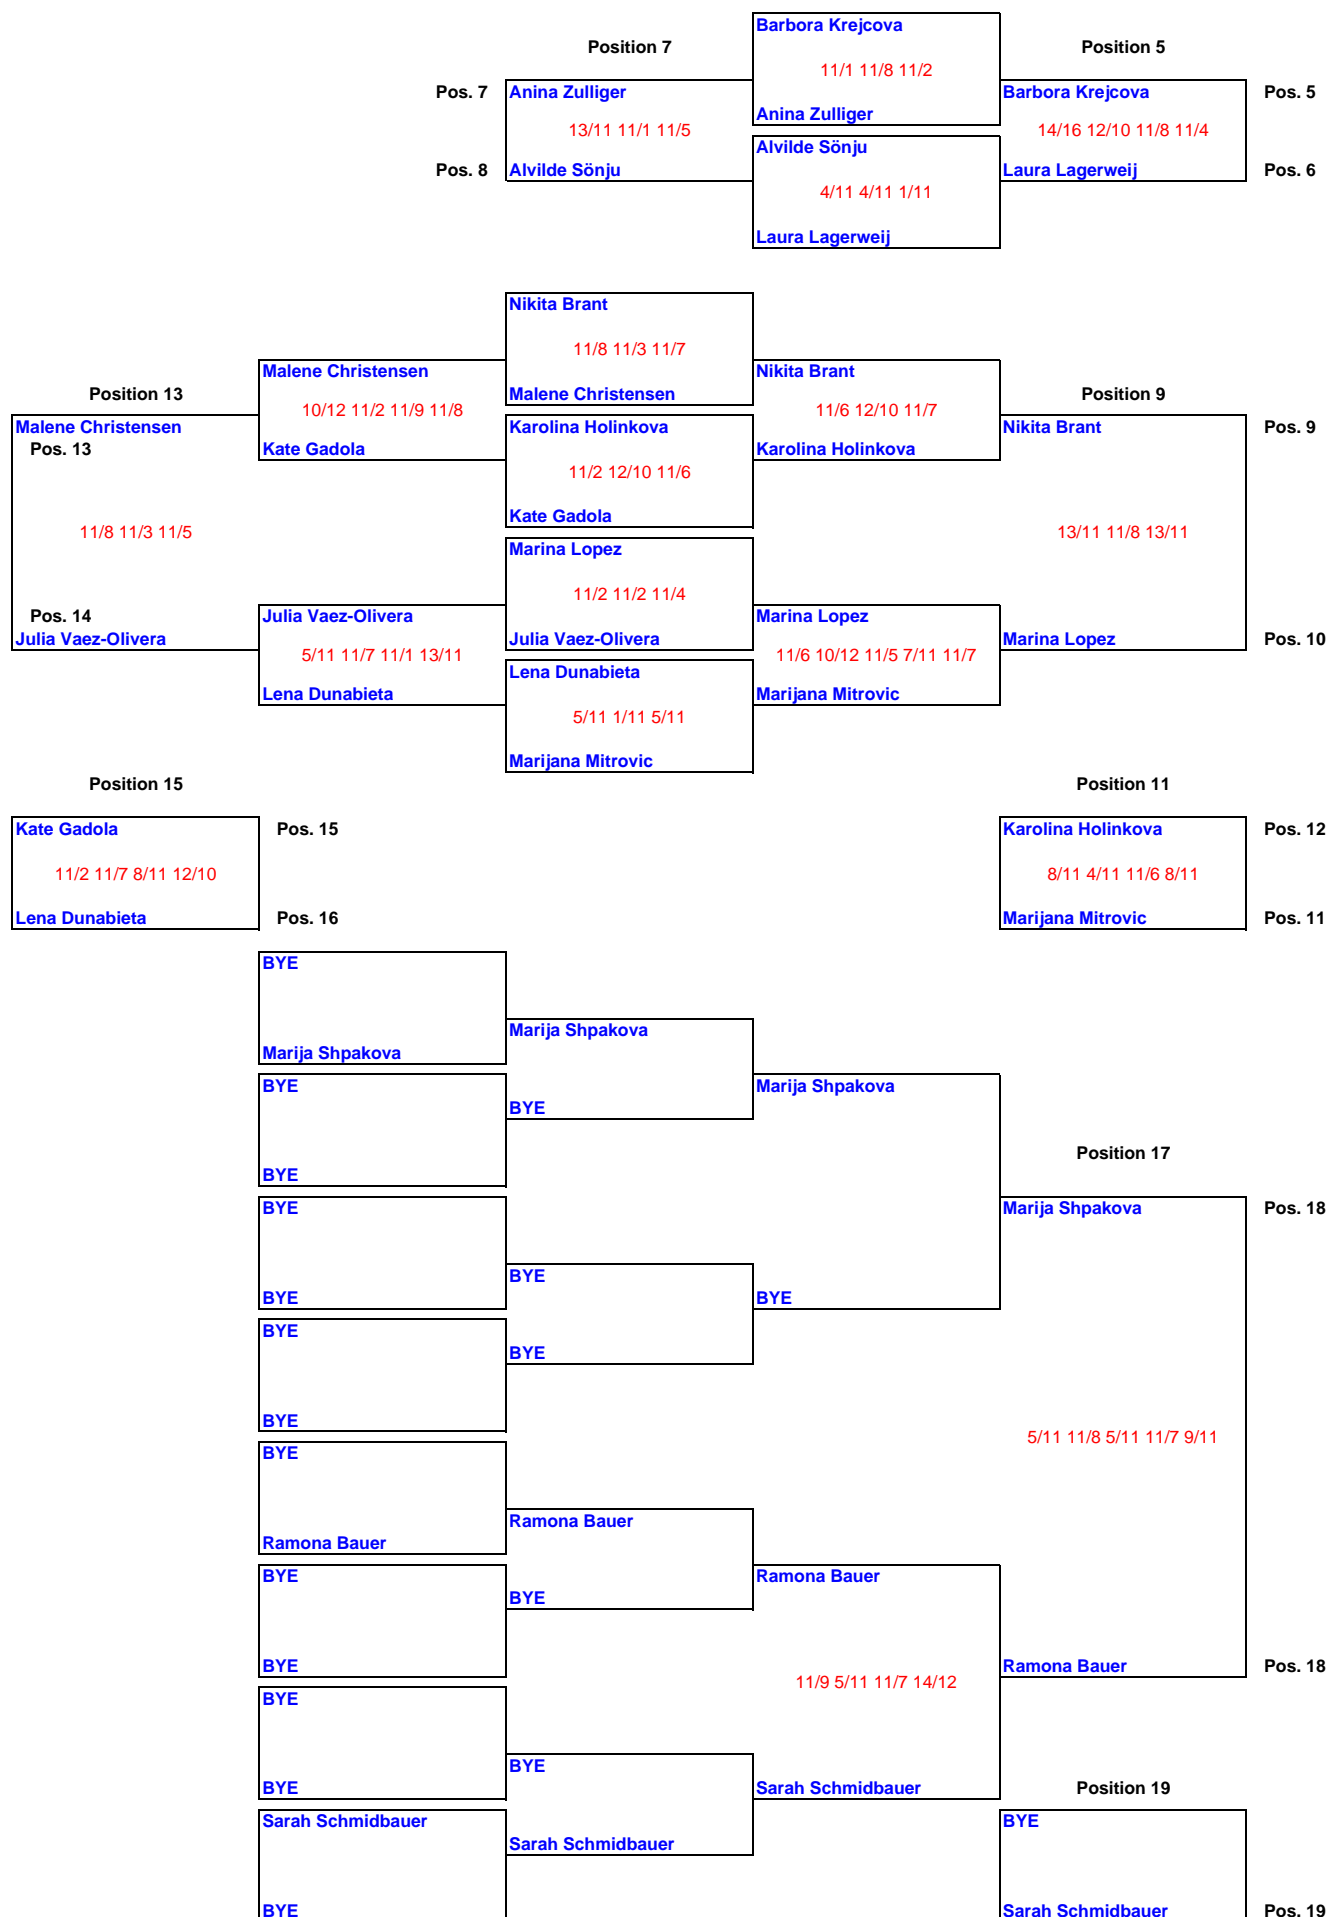 Barbora Krejcova
Position 7
Position 5
11/1 11/8 11/2
Pos. 7
Anina Zulliger
Barbora Krejcova
Pos. 5
Anina Zulliger
13/11 11/1 11/5
14/16 12/10 11/8 11/4
Alvilde Sönju
Pos. 8
Alvilde Sönju
Laura Lagerweij
Pos. 6
4/11 4/11 1/11
Laura Lagerweij
Nikita Brant
11/8 11/3 11/7
Malene Christensen
Nikita Brant
Position 13
Malene Christensen
Position 9
10/12 11/2 11/9 11/8
11/6 12/10 11/7
Malene Christensen
Karolina Holinkova
Nikita Brant
Pos. 9
Pos. 13
Kate Gadola
Karolina Holinkova
11/2 12/10 11/6
Kate Gadola
11/8 11/3 11/5
13/11 11/8 13/11
Marina Lopez
11/2 11/2 11/4
Pos. 14
Julia Vaez-Olivera
Marina Lopez
Julia Vaez-Olivera
Julia Vaez-Olivera
Marina Lopez
Pos. 10
5/11 11/7 11/1 13/11
11/6 10/12 11/5 7/11 11/7
Lena Dunabieta
Lena Dunabieta
Marijana Mitrovic
5/11 1/11 5/11
Marijana Mitrovic
Position 15
Position 11
Kate Gadola
Pos. 15
Karolina Holinkova
Pos. 12
11/2 11/7 8/11 12/10
8/11 4/11 11/6 8/11
Lena Dunabieta
Pos. 16
Marijana Mitrovic
Pos. 11
BYE
Marija Shpakova
Marija Shpakova
BYE
Marija Shpakova
BYE
BYE
Position 17
BYE
Marija Shpakova
Pos. 18
BYE
BYE
BYE
BYE
BYE
BYE
5/11 11/8 5/11 11/7 9/11
BYE
Ramona Bauer
Ramona Bauer
BYE
Ramona Bauer
BYE
BYE
Ramona Bauer
Pos. 18
11/9 5/11 11/7 14/12
BYE
BYE
BYE
Sarah Schmidbauer
Position 19
Sarah Schmidbauer
BYE
Sarah Schmidbauer
BYE
Sarah Schmidbauer
Pos. 19